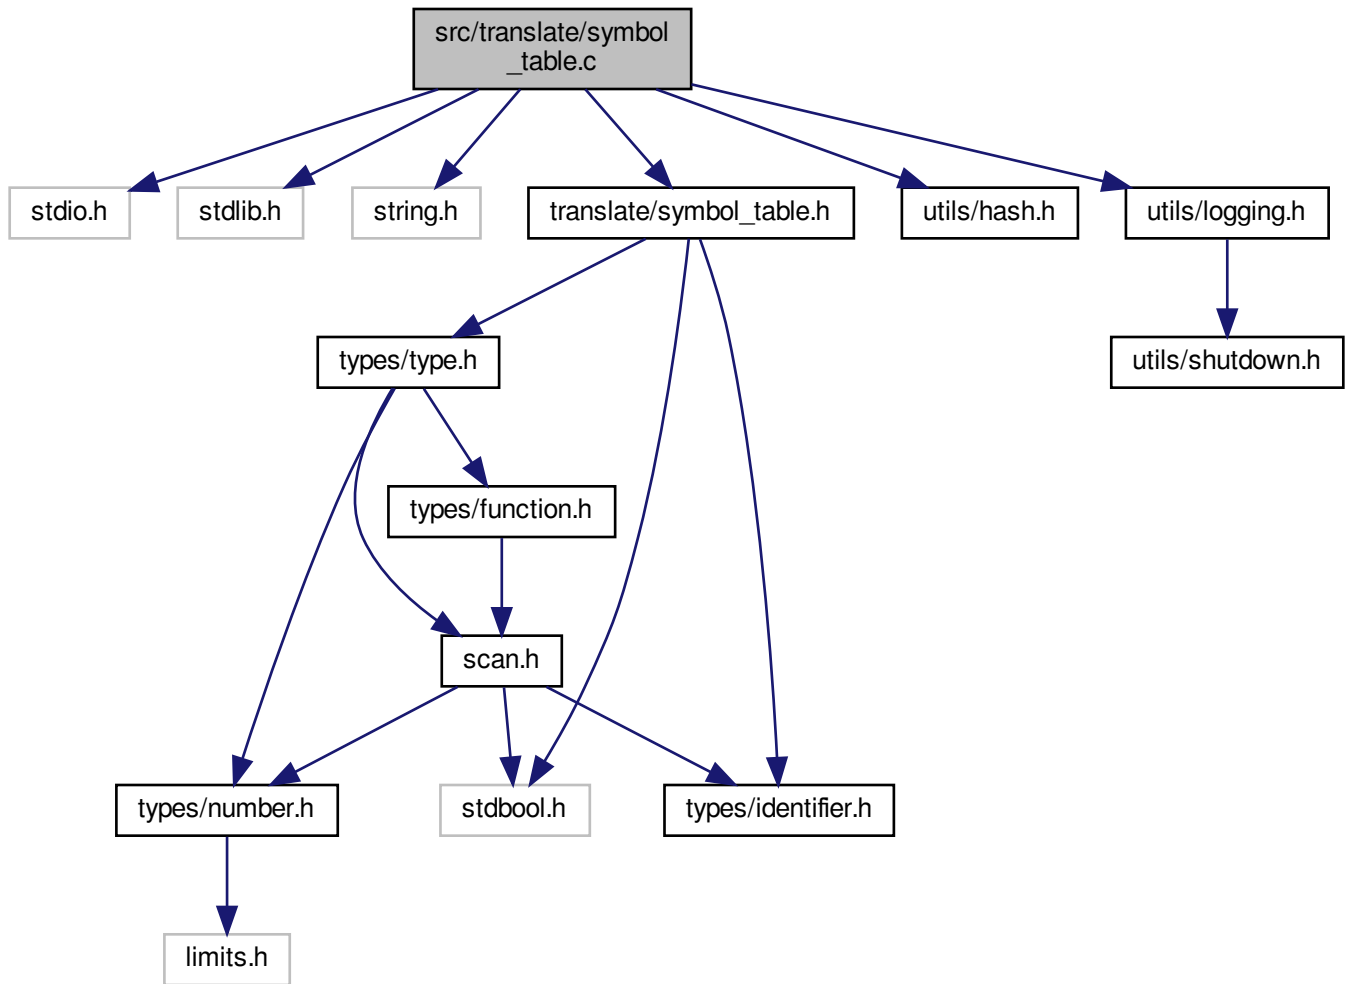 src/translate/symbol
_table.c
stdio.h
stdlib.h
string.h
translate/symbol_table.h
utils/hash.h
utils/logging.h
types/type.h
utils/shutdown.h
types/function.h
scan.h
types/number.h
stdbool.h
types/identifier.h
limits.h